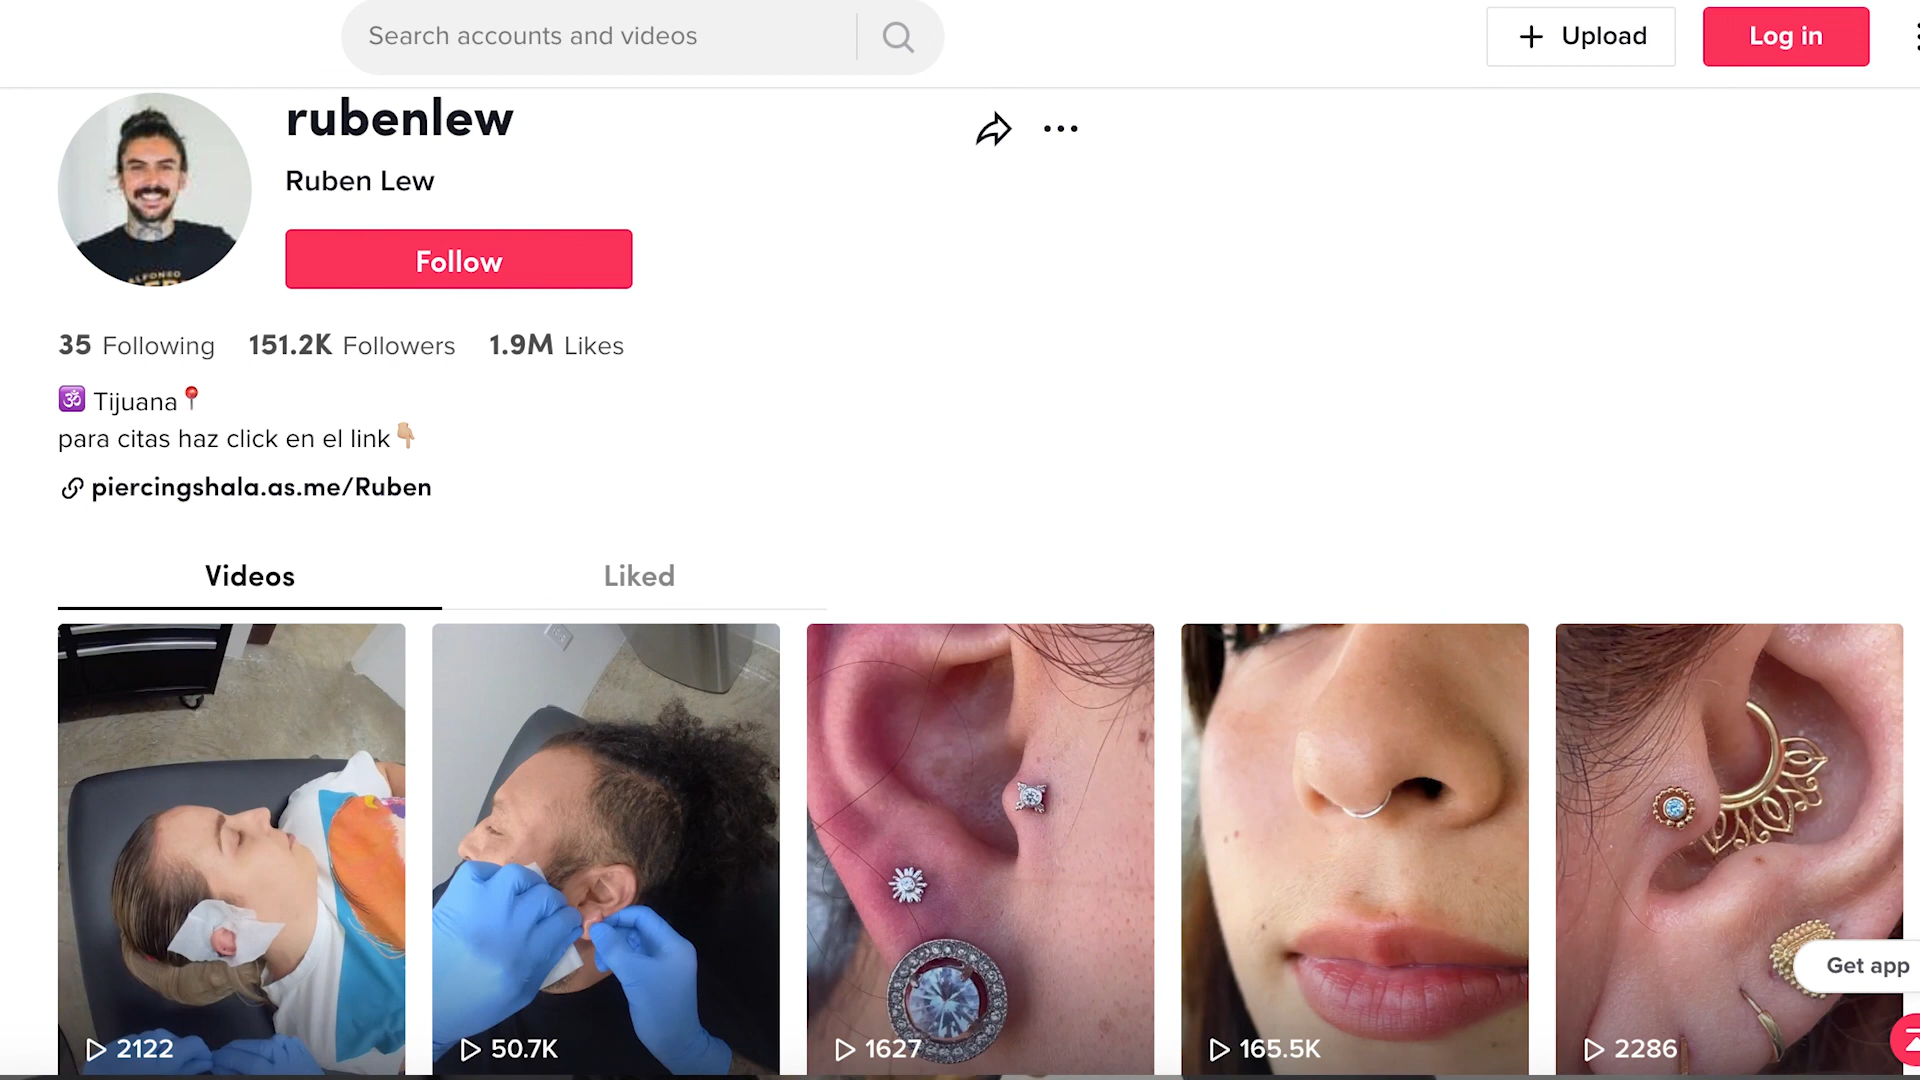 Search accounts and videos
Upload
Log in
rubenlew
Ruben Lew
Follow
35 Following 151.2K Followers 1.9M Likes
🕉 Tijuana📍
para citas haz click en el link👇🏼
piercingshala.as.me/Ruben
Videos Liked
2122
50.7K
1627
165.5K
2286
Get app